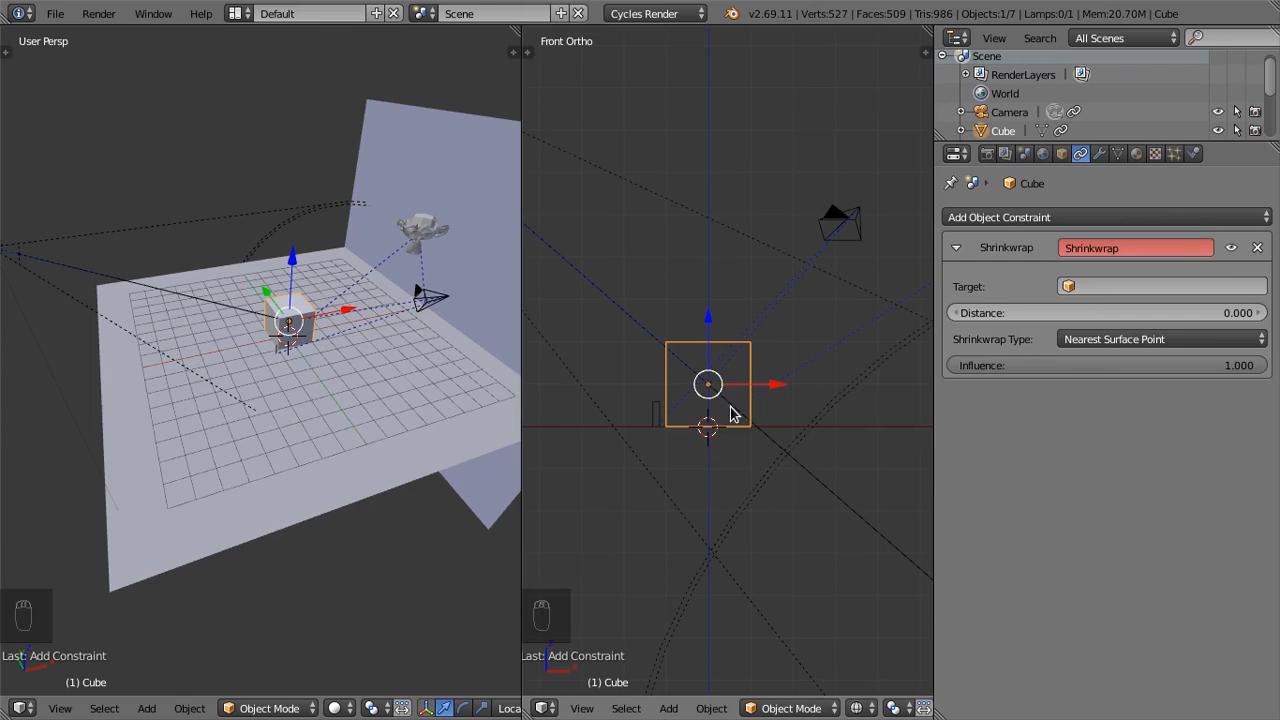 File Render Window Help Default Scene Cycles Render v2.69.11 | Verts:527 | Faces:509 | Tris:986 | Objects:1/7 | Lamps:0/1 | Mem:20.70M | Cube
User Persp
Front Ortho
View Search All Scenes
Scene
RenderLayers
World
Camera
Cube
Cube
Add Object Constraint
Shrinkwrap Shrinkwrap
Target:
Distance: 0.000
Shrinkwrap Type: Nearest Surface Point
Influence: 1.000
Last: Add Constraint
(1) Cube
Last: Add Constraint
(1) Cube
View Select Add Object Object Mode Loca
View Select Add Object Object Mode